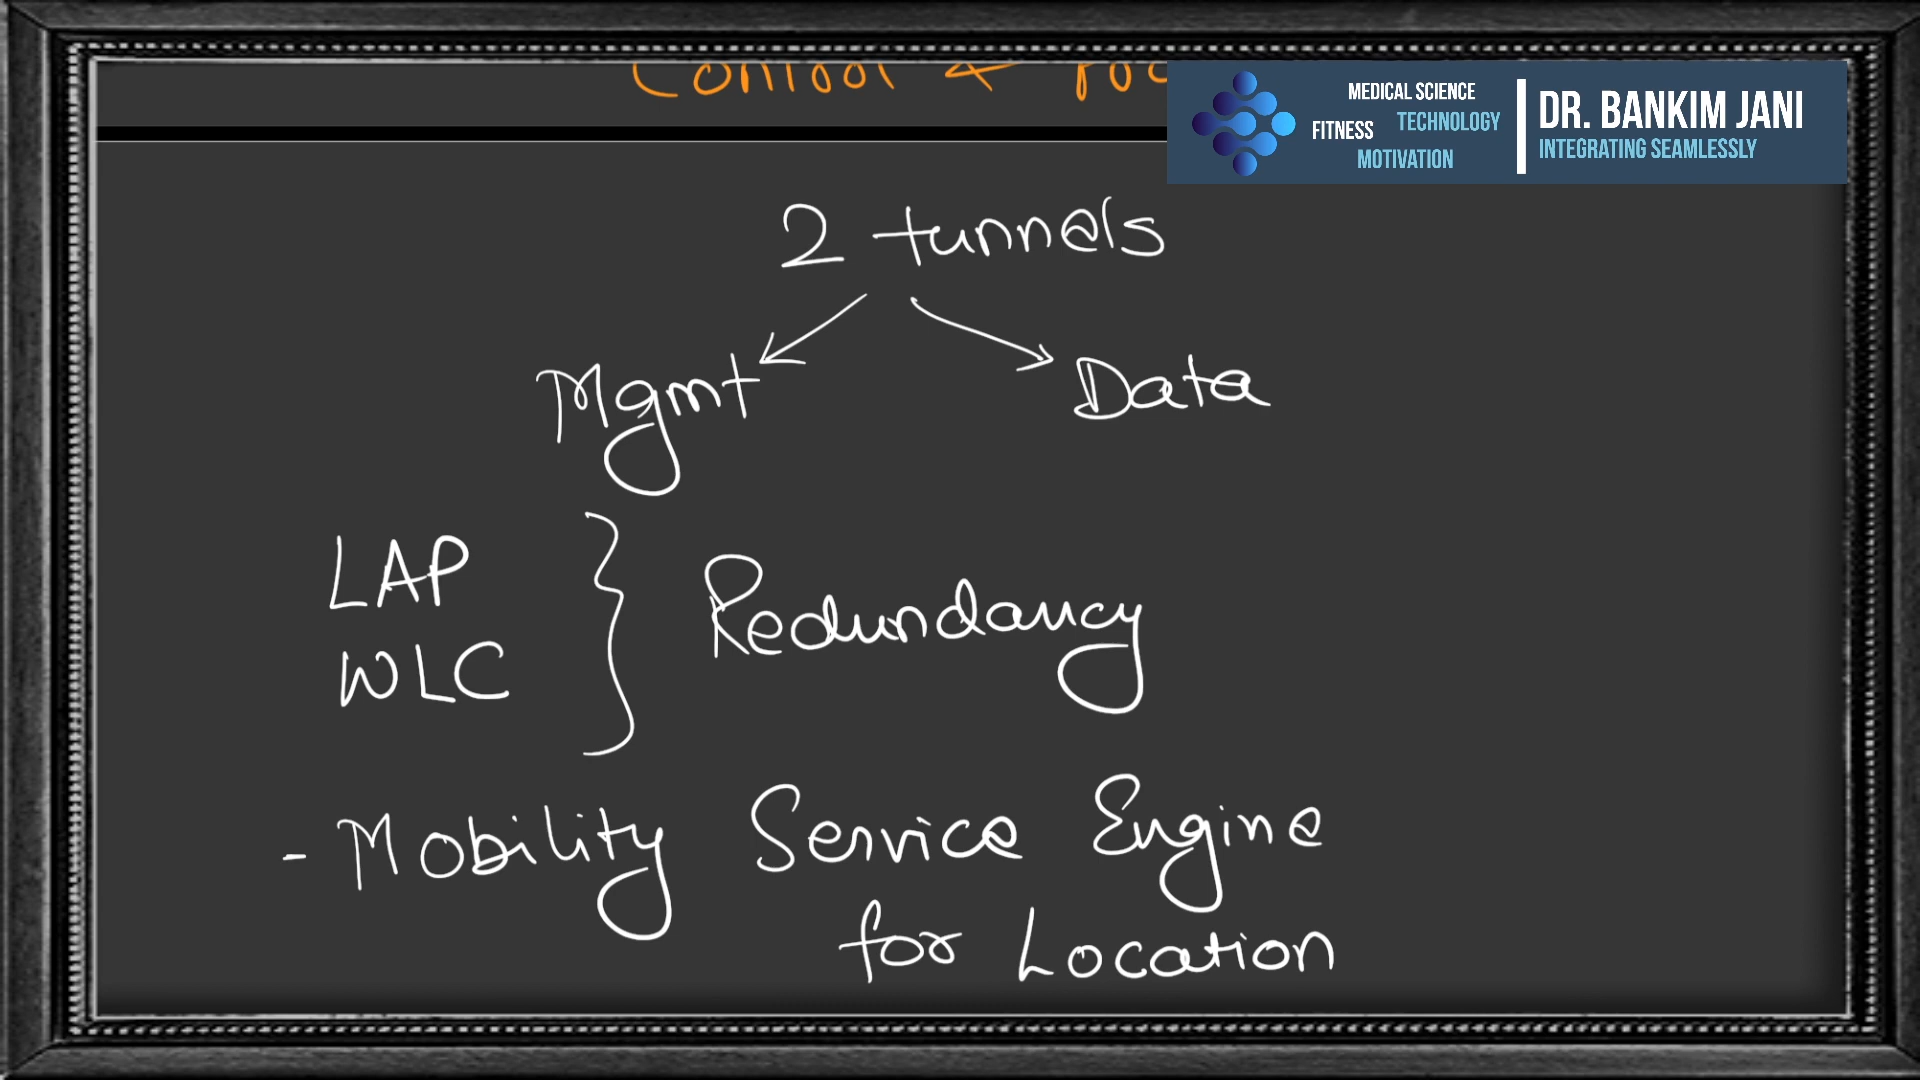 MEDICAL SCIENCE
FITNESS TECHNOLOGY
MOTIVATION
DR. BANKIM JANI
INTEGRATING SEAMLESSLY
2 tunnels
Mgmt Data
LAP
WLC
Redundancy
- Mobility Service Engine
for Location